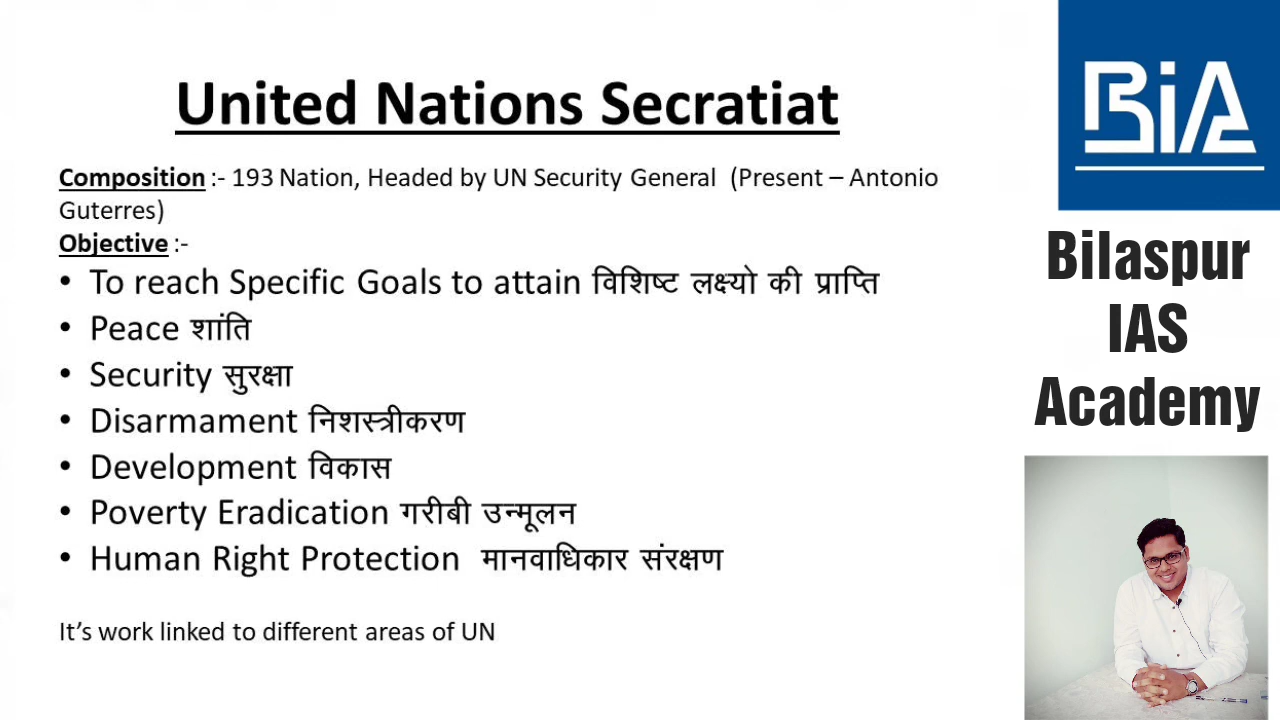 United Nations Secratiat
Composition :- 193 Nation, Headed by UN Security General (Present – Antonio
Guterres)
Objective :-
• To reach Specific Goals to attain विशिष्ट लक्ष्यो की प्राप्ति
• Peace शांति
• Security सुरक्षा
• Disarmament निशस्त्रीकरण
• Development विकास
• Poverty Eradication गरीबी उन्मूलन
• Human Right Protection मानवाधिकार संरक्षण
It's work linked to different areas of UN
BiA
Bilaspur
IAS
Academy